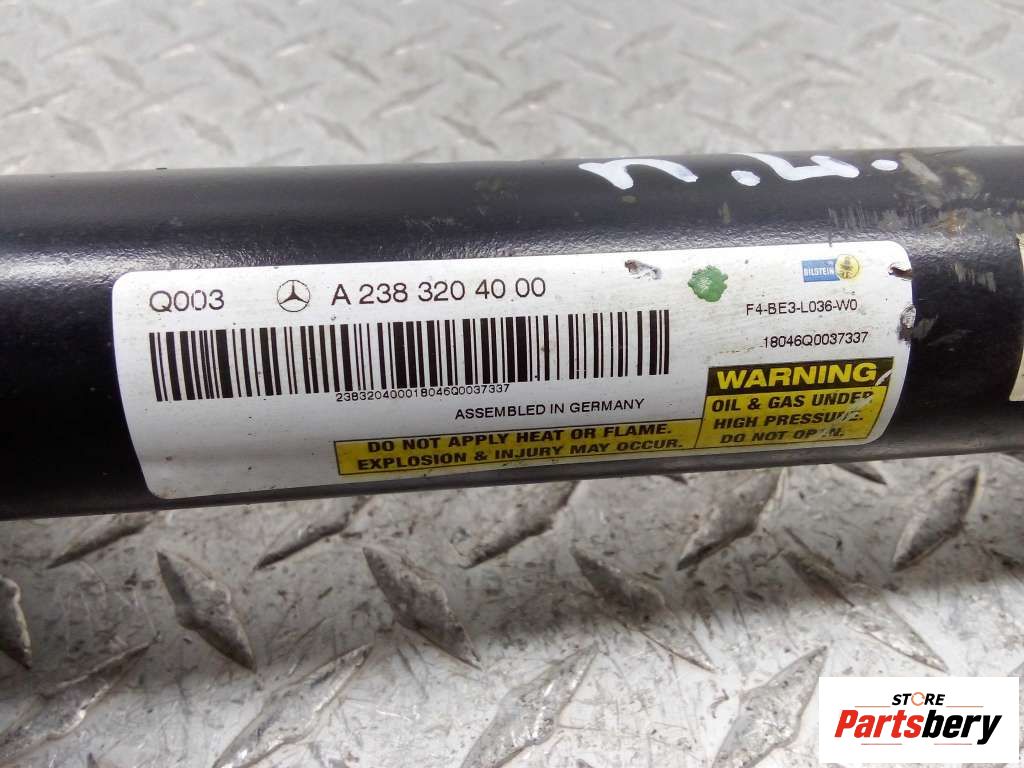 Q003 A 238 320 40 00
BILSTEIN
F4-BE3-L036-W0
18046Q0037337
238320400018046Q0037337
ASSEMBLED IN GERMANY
DO NOT APPLY HEAT OR FLAME.
EXPLOSION & INJURY MAY OCCUR.
WARNING
OIL & GAS UNDER
HIGH PRESSURE.
DO NOT OPEN.
STORE
Partsbery